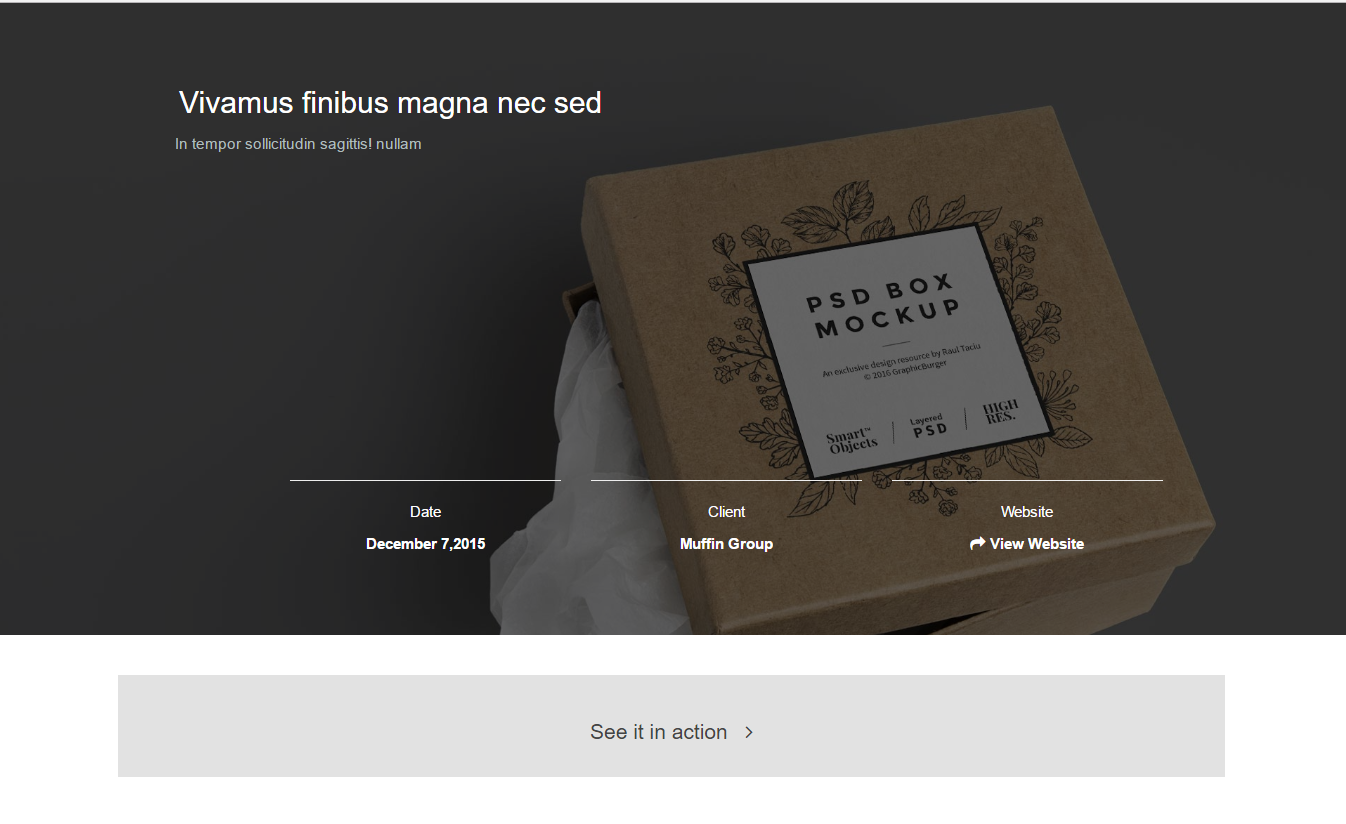 Vivamus finibus magna nec sed
In tempor sollicitudin sagittis! nullam
PSD BOX
MOCKUP
An exclusive design resource by Raul Taciu
© 2016 GraphicBurger
Smart™
Objects
Layered
PSD
HIGH
RES.
Date
December 7,2015
Client
Muffin Group
Website
View Website
See it in action